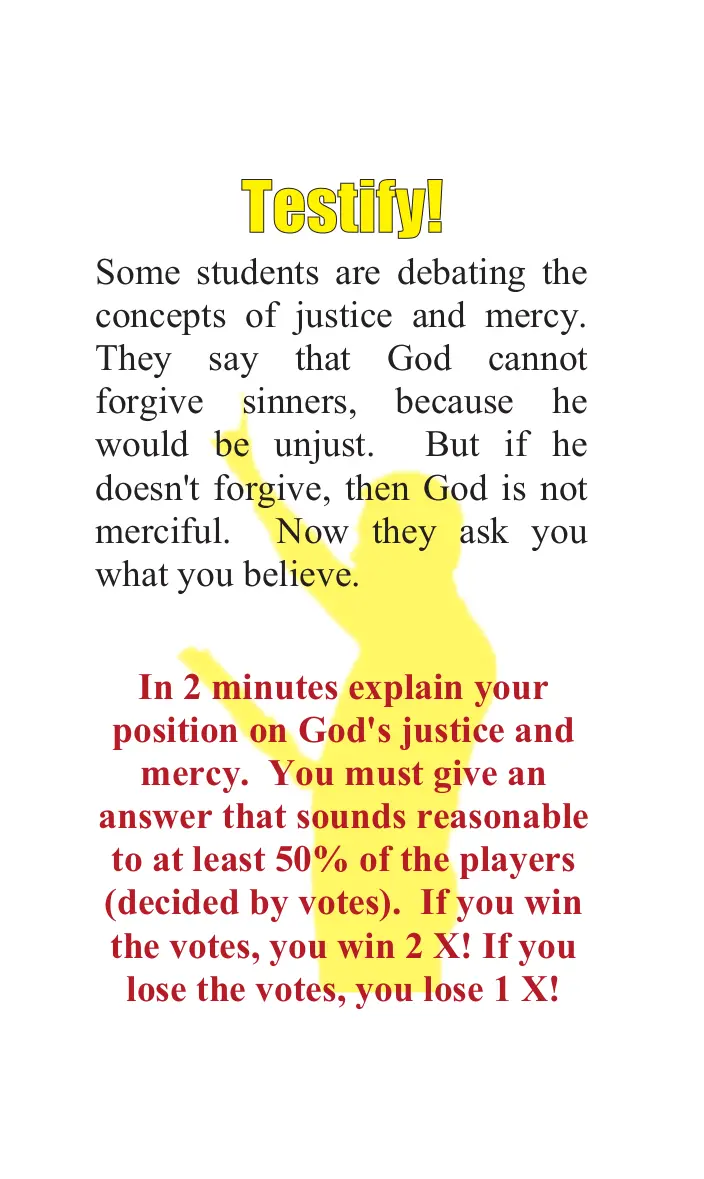 Testify!
Some students are debating the
concepts of justice and mercy.
They say that God cannot
forgive sinners, because he
would be unjust.  But if he
doesn't forgive, then God is not
merciful.  Now they ask you
what you believe.
In 2 minutes explain your
position on God's justice and
mercy.  You must give an
answer that sounds reasonable
to at least 50% of the players
(decided by votes).  If you win
the votes, you win 2 X! If you
lose the votes, you lose 1 X!